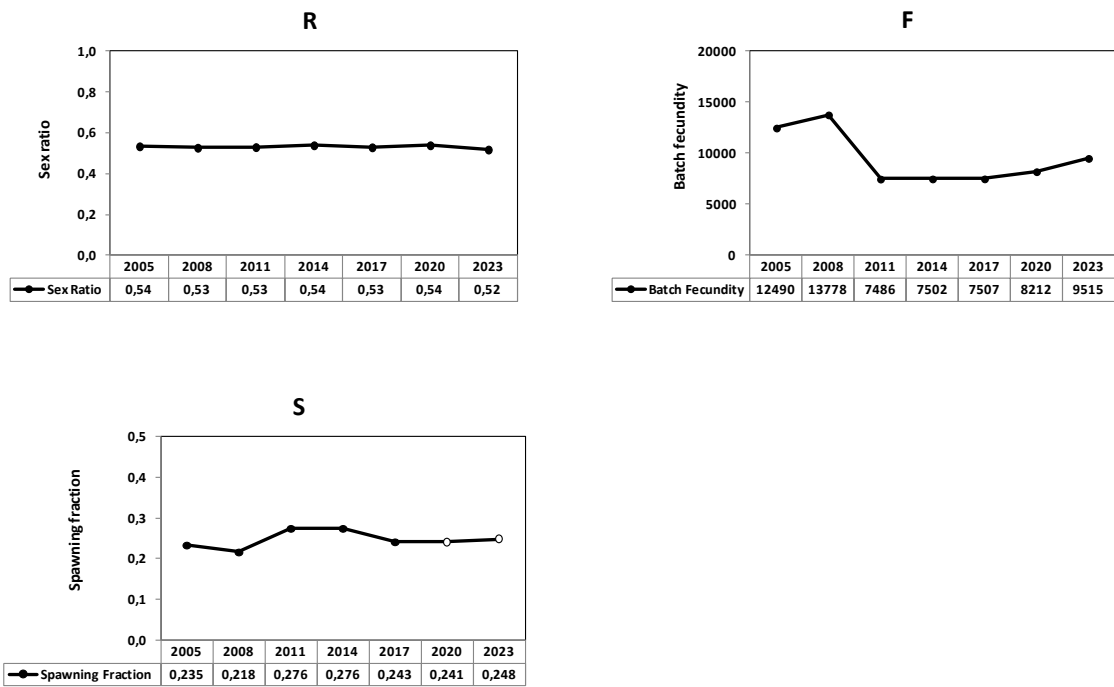 R
Sex ratio
1,0
0,8
0,6
0,4
0,2
0,0
2005 2008 2011 2014 2017 2020 2023
Sex Ratio 0,54 0,53 0,53 0,54 0,53 0,54 0,52
F
Batch fecundity
20000
15000
10000
5000
0
2005 2008 2011 2014 2017 2020 2023
Batch Fecundity 12490 13778 7486 7502 7507 8212 9515
S
Spawning fraction
0,5
0,4
0,3
0,2
0,1
0,0
2005 2008 2011 2014 2017 2020 2023
Spawning Fraction 0,235 0,218 0,276 0,276 0,243 0,241 0,248